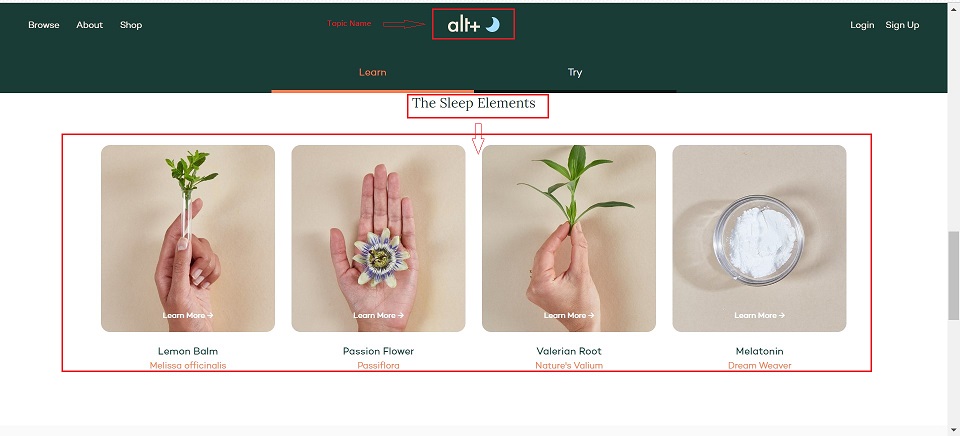 Browse About Shop
Topic Name
alt+
Login Sign Up
Learn Try
The Sleep Elements
Learn More → Learn More → Learn More → Learn More →
Lemon Balm Passion Flower Valerian Root Melatonin
Melissa officinalis Passiflora Nature's Valium Dream Weaver